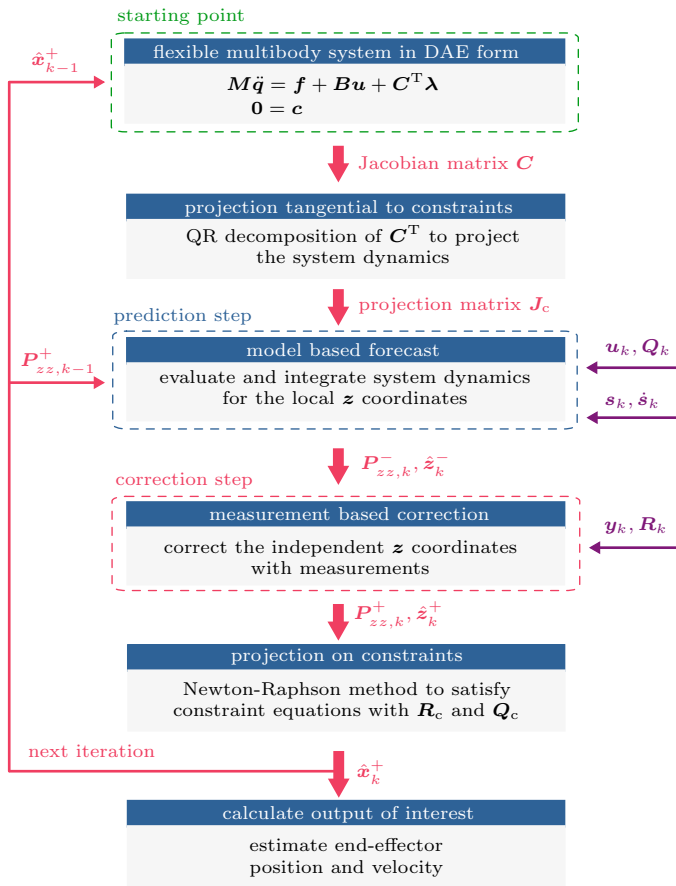 starting point
flexible multibody system in DAE form
𝑴q̈ = 𝒇 + 𝑩𝒖 + 𝑪ᵀ𝝀
𝟎 = 𝒄
x̂⁺ₖ₋₁
Jacobian matrix 𝑪
projection tangential to constraints
QR decomposition of 𝑪ᵀ to project
the system dynamics
projection matrix 𝑱_c
prediction step
model based forecast
evaluate and integrate system dynamics
for the local 𝒛 coordinates
P⁺_{zz,k−1}
uₖ, Qₖ
sₖ, ṡₖ
P⁻_{zz,k}, ẑ⁻ₖ
correction step
measurement based correction
correct the independent 𝒛 coordinates
with measurements
yₖ, Rₖ
P⁺_{zz,k}, ẑ⁺ₖ
projection on constraints
Newton-Raphson method to satisfy
constraint equations with 𝑹_c and 𝑸_c
next iteration
x̂⁺ₖ
calculate output of interest
estimate end-effector
position and velocity